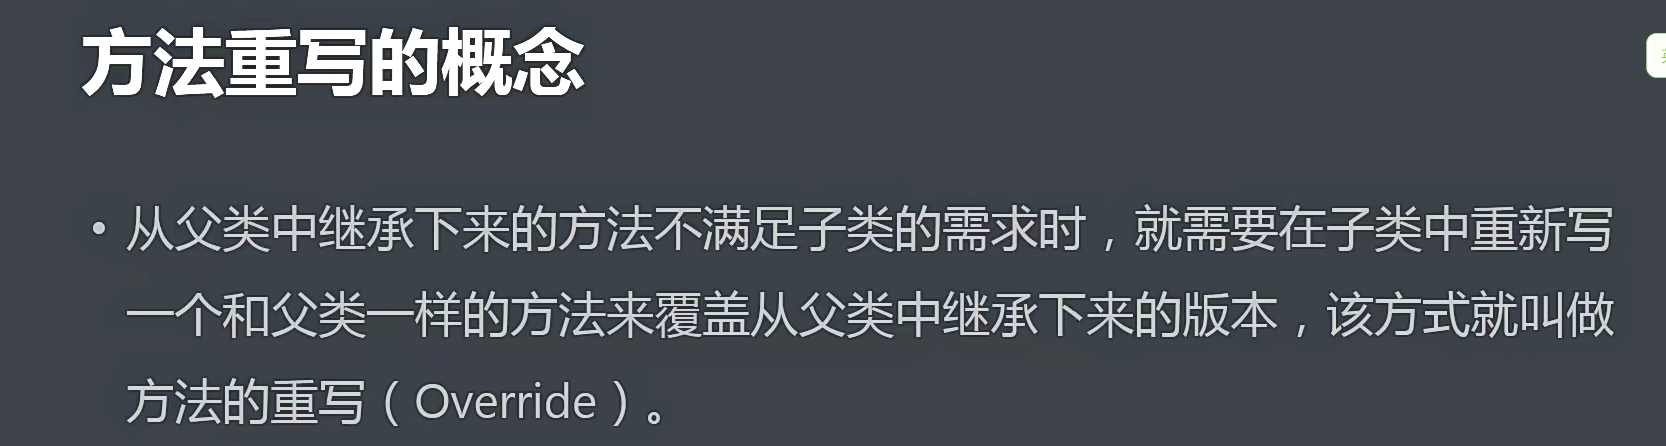 方法重写的概念
• 从父类中继承下来的方法不满足子类的需求时，就需要在子类中重新写
一个和父类一样的方法来覆盖从父类中继承下来的版本，该方式就叫做
方法的重写（Override）。